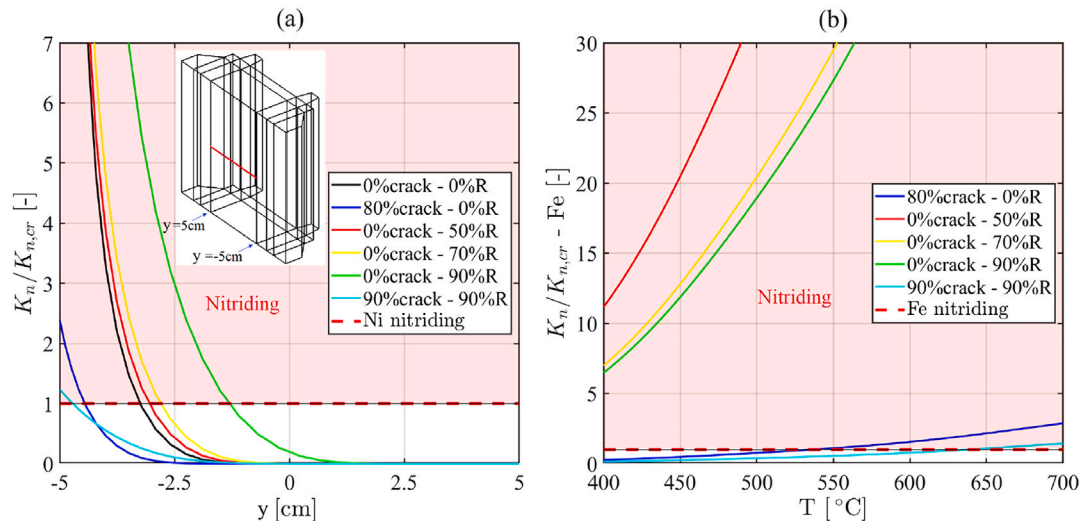 (a)
7
6
5
4
3
2
1
0
K_n/K_{n,cr} [-]
y=5cm
y =-5cm
0%crack - 0%R
80%crack - 0%R
0%crack - 50%R
0%crack - 70%R
0%crack - 90%R
90%crack - 90%R
Ni nitriding
Nitriding
-5
-2.5
0
2.5
5
y [cm]
(b)
30
25
20
15
10
5
0
K_n/K_{n,cr} - Fe [-]
80%crack - 0%R
0%crack - 50%R
0%crack - 70%R
0%crack - 90%R
90%crack - 90%R
Fe nitriding
Nitriding
400
450
500
550
600
650
700
T [°C]